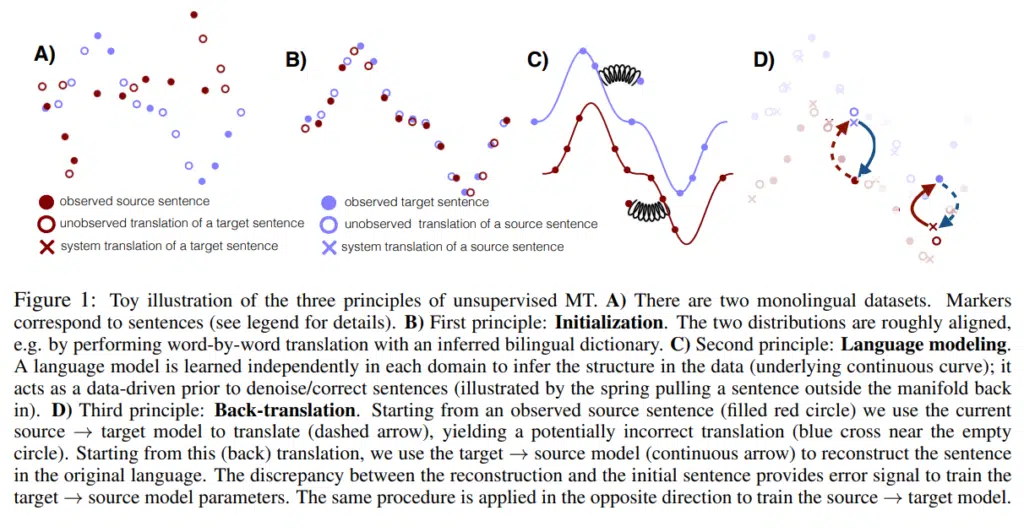 A)
B)
C)
D)
observed source sentence
unobserved translation of a target sentence
system translation of a target sentence
observed target sentence
unobserved translation of a source sentence
system translation of a source sentence
Figure 1: Toy illustration of the three principles of unsupervised MT. A) There are two monolingual datasets. Markers
correspond to sentences (see legend for details). B) First principle: Initialization. The two distributions are roughly aligned,
e.g. by performing word-by-word translation with an inferred bilingual dictionary. C) Second principle: Language modeling.
A language model is learned independently in each domain to infer the structure in the data (underlying continuous curve); it
acts as a data-driven prior to denoise/correct sentences (illustrated by the spring pulling a sentence outside the manifold back
in). D) Third principle: Back-translation. Starting from an observed source sentence (filled red circle) we use the current
source → target model to translate (dashed arrow), yielding a potentially incorrect translation (blue cross near the empty
circle). Starting from this (back) translation, we use the target → source model (continuous arrow) to reconstruct the sentence
in the original language. The discrepancy between the reconstruction and the initial sentence provides error signal to train the
target → source model parameters. The same procedure is applied in the opposite direction to train the source → target model.